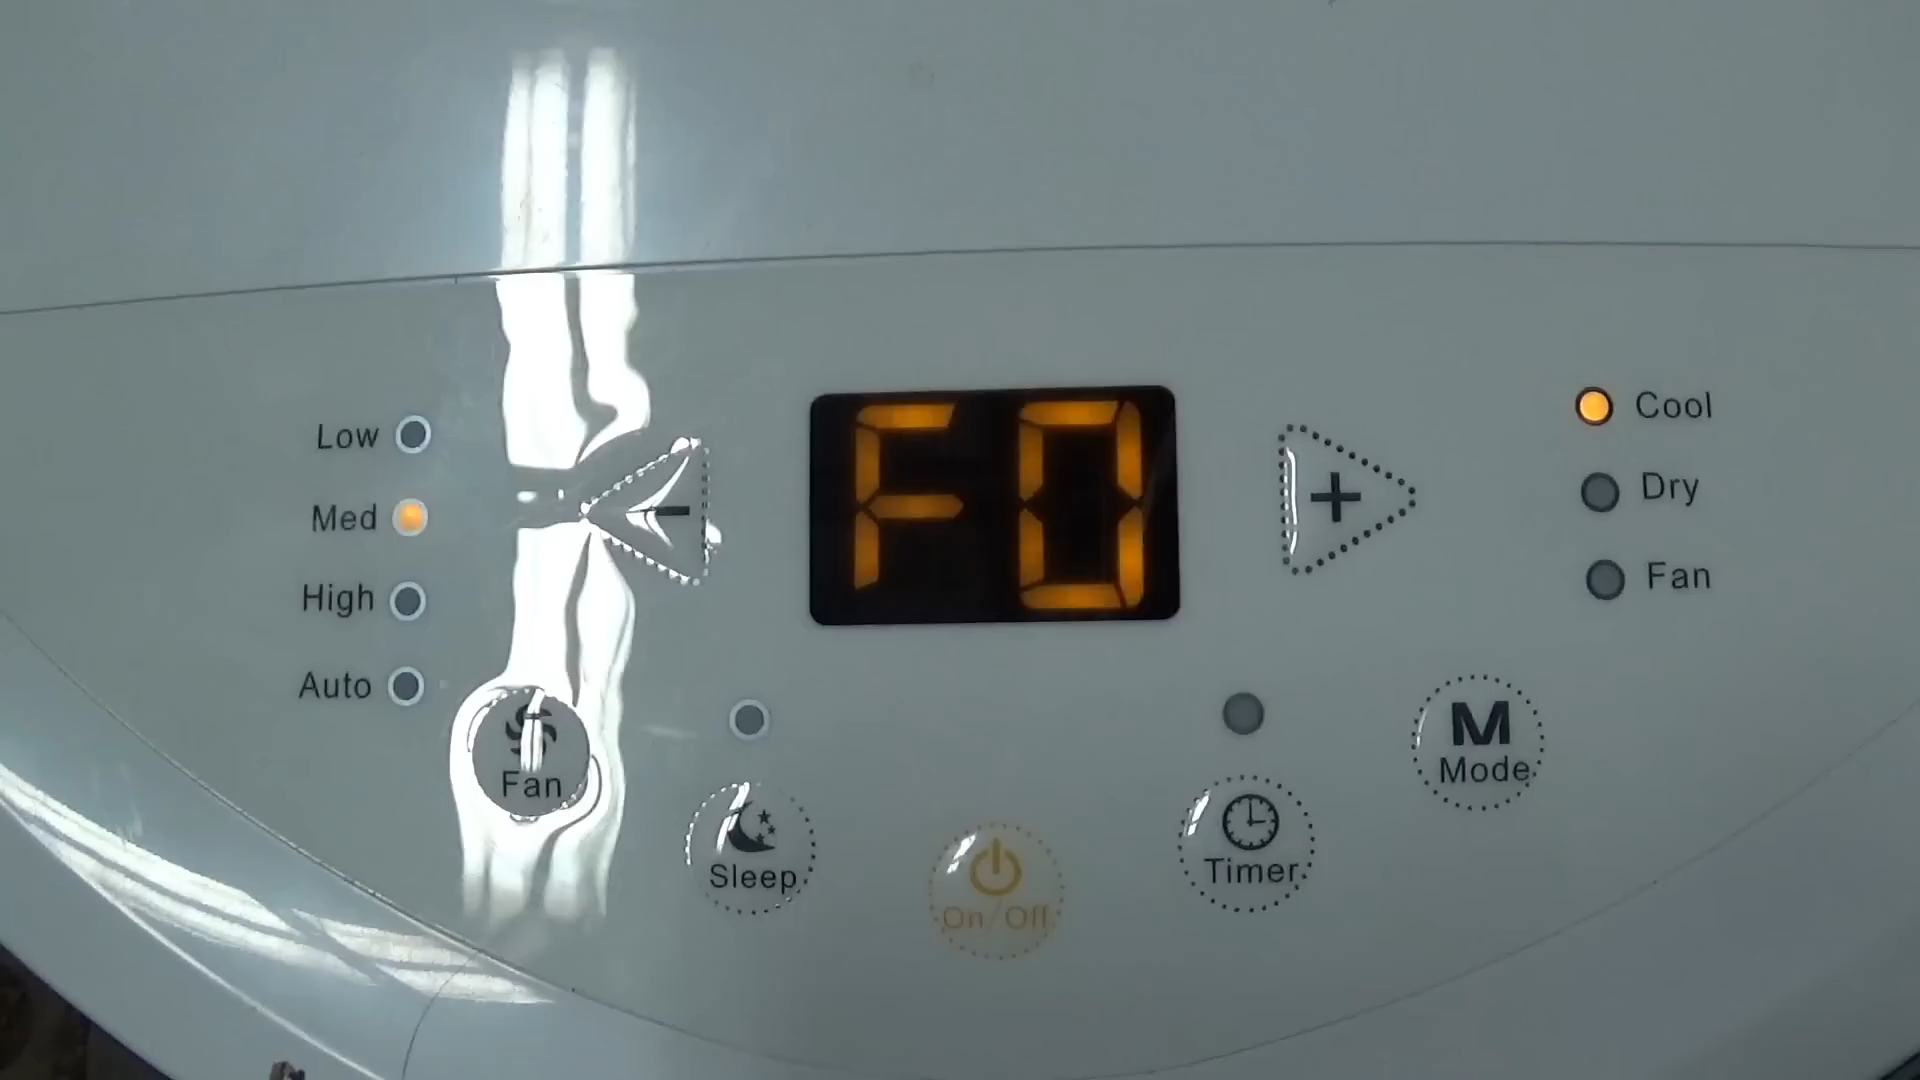 F0
Low
Med
High
Auto
−
+
Cool
Dry
Fan
Fan
Sleep
On/Off
Timer
M
Mode